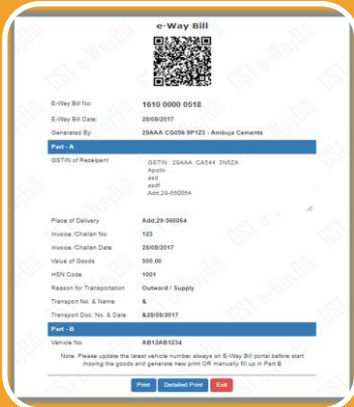 e-Way Bill
E-Way Bill No: 1610 0000 0518
E-Way Bill Date: 28/08/2017
Generated By: 29AAA CG056 9P1Z3 - Ambuja Cements
Part - A
GSTIN of Receipent GSTIN : 29AAA CA544 3N5ZA
Apollo
asd
asdf
Add,29-560064
Place of Delivery Add,29-560064
Invoice /Challan No. 123
Invoice /Challan Date 28/08/2017
Value of Goods 500.00
HSN Code 1001
Reason for Transportation Outward / Supply
Transport No. & Name &
Transport Doc. No. & Date &28/08/2017
Part - B
Vehicle No. AB12AB1234
Note: Please update the latest vehicle number always on E-Way Bill portal before start
moving the goods and generate new print OR manually fill up in Part B
Print Detailed Print Exit